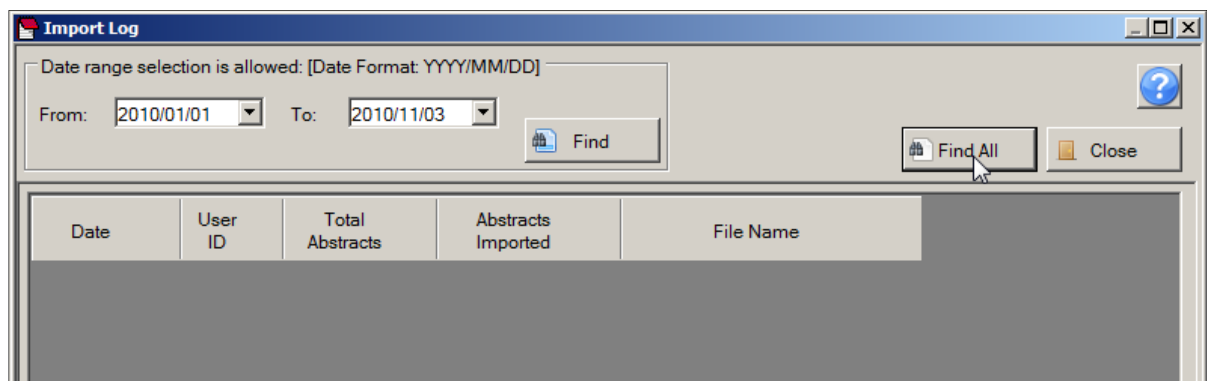 Import Log
Date range selection is allowed: [Date Format: YYYY/MM/DD]
From: 2010/01/01 To: 2010/11/03
Find
Find All
Close
Date
User ID
Total Abstracts
Abstracts Imported
File Name